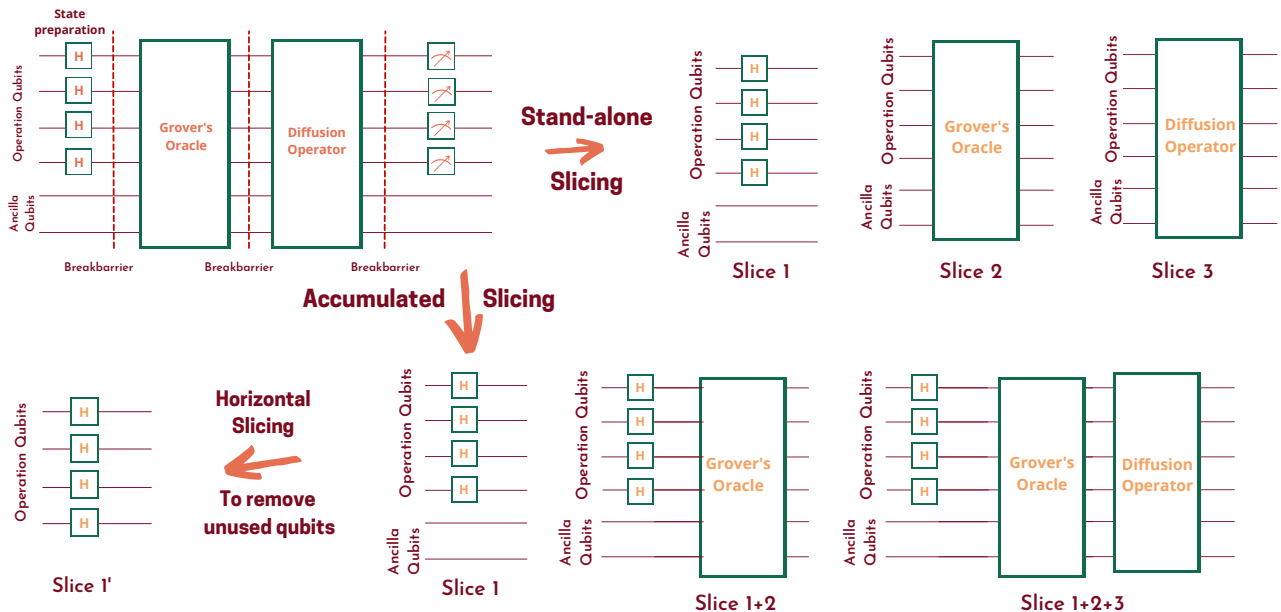 State
preparation
Operation Qubits
Ancilla
Qubits
H
H
H
H
Grover's
Oracle
Diffusion
Operator
Breakbarrier
Breakbarrier
Breakbarrier
Stand-alone
Slicing
Operation Qubits
Ancilla
Qubits
H
H
H
H
Slice 1
Operation Qubits
Ancilla
Qubits
Grover's
Oracle
Slice 2
Operation Qubits
Ancilla
Qubits
Diffusion
Operator
Slice 3
Accumulated
Slicing
Operation Qubits
Ancilla
Qubits
H
H
H
H
Slice 1
Operation Qubits
Ancilla
Qubits
H
H
H
H
Grover's
Oracle
Slice 1+2
Operation Qubits
Ancilla
Qubits
H
H
H
H
Grover's
Oracle
Diffusion
Operator
Slice 1+2+3
Horizontal
Slicing
To remove
unused qubits
Operation Qubits
H
H
H
H
Slice 1'